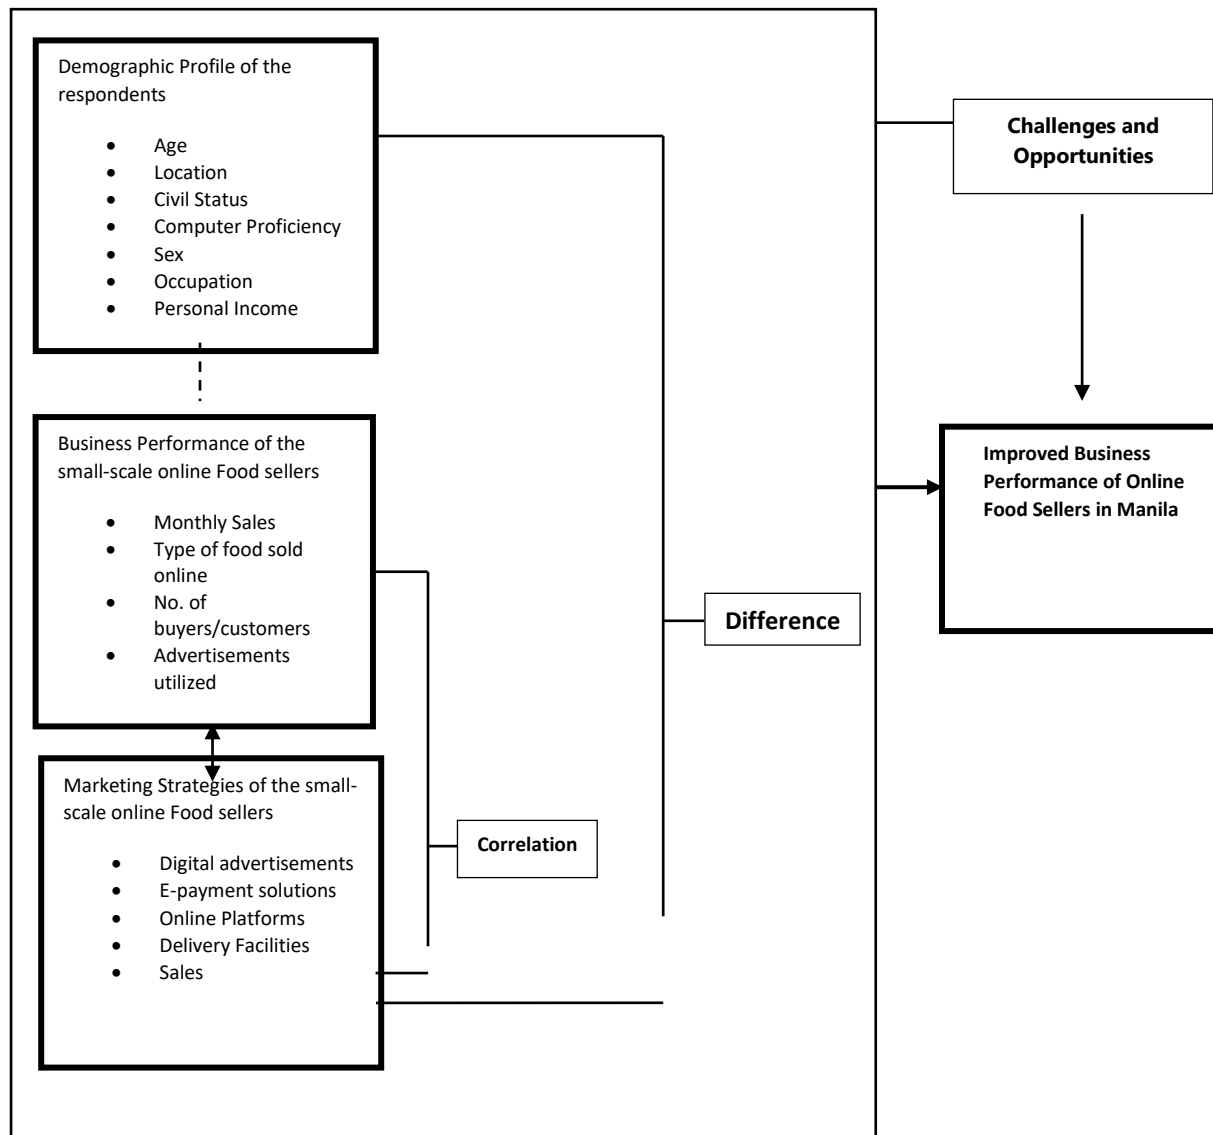 Demographic Profile of the
respondents
• Age
• Location
• Civil Status
• Computer Proficiency
• Sex
• Occupation
• Personal Income
Business Performance of the
small-scale online Food sellers
• Monthly Sales
• Type of food sold
online
• No. of
buyers/customers
• Advertisements
utilized
Marketing Strategies of the small-
scale online Food sellers
• Digital advertisements
• E-payment solutions
• Online Platforms
• Delivery Facilities
• Sales
Correlation
Difference
Challenges and
Opportunities
Improved Business
Performance of Online
Food Sellers in Manila